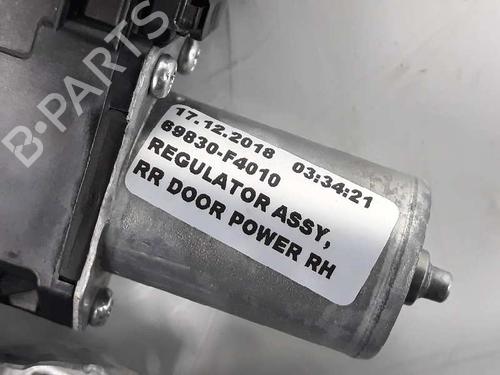 B-PARTS
17.12.2018 03:34:21
69830-F4010
REGULATOR ASSY,
RR DOOR POWER RH